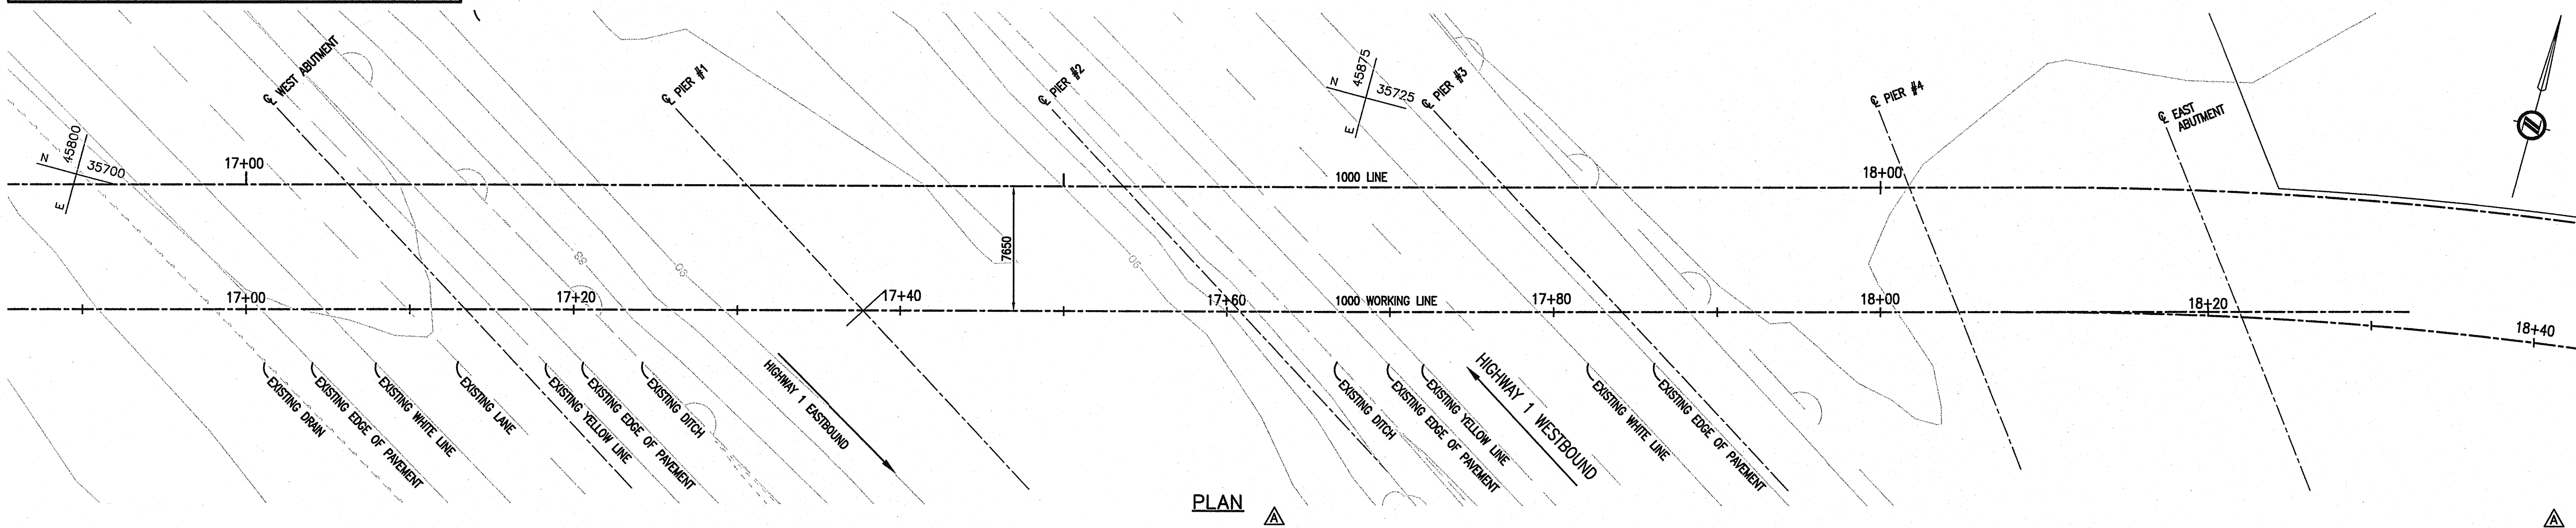 ℄ WEST ABUTMENT
℄ PIER #1
℄ PIER #2
℄ PIER #3
℄ PIER #4
℄ EAST
ABUTMENT
N
45800
35700
E
N
45875
35725
E
17+00
1000 LINE
18+00
7650
88
90
90
17+00
17+20
17+40
17+60
1000 WORKING LINE
17+80
18+00
18+20
18+40
EXISTING DRAIN
EXISTING EDGE OF PAVEMENT
EXISTING WHITE LINE
EXISTING LANE
EXISTING YELLOW LINE
EXISTING EDGE OF PAVEMENT
EXISTING DITCH
HIGHWAY 1 EASTBOUND
EXISTING DITCH
EXISTING EDGE OF PAVEMENT
EXISTING YELLOW LINE
HIGHWAY 1 WESTBOUND
EXISTING WHITE LINE
EXISTING EDGE OF PAVEMENT
PLAN
A
A